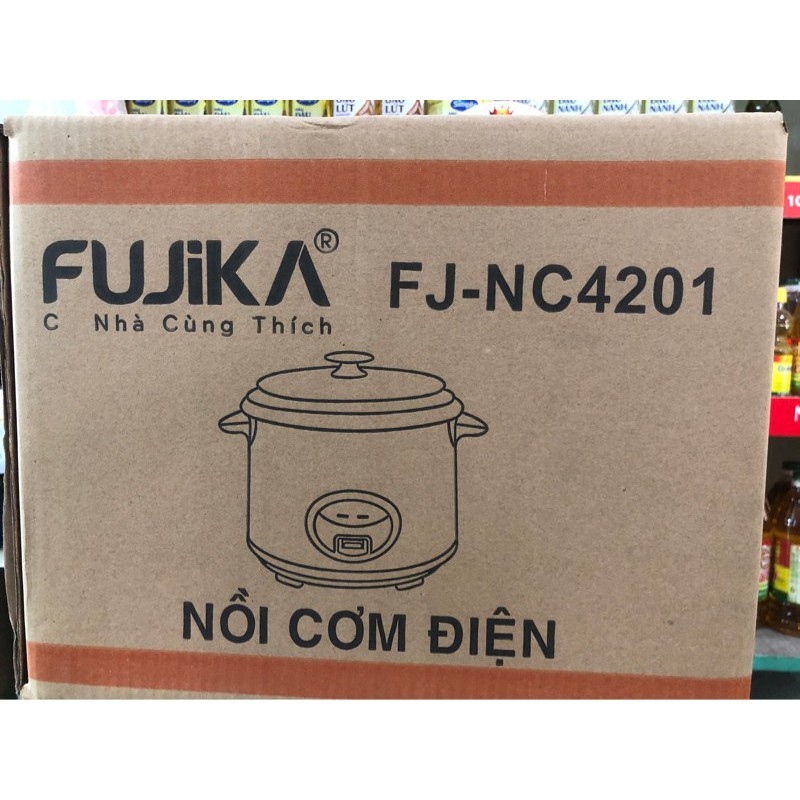 FUJiKA®
FJ-NC4201
C Nhà Cùng Thích
NỒI CƠM ĐIỆN